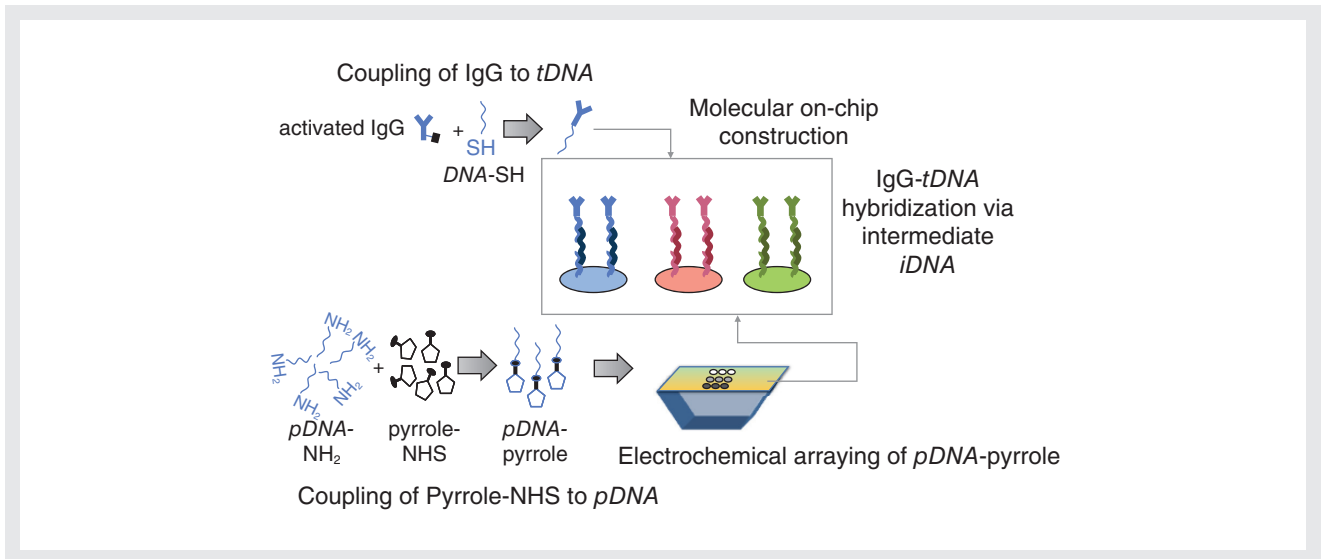 Coupling of IgG to tDNA
activated IgG
+
SH
DNA-SH
Molecular on-chip
construction
IgG-tDNA
hybridization via
intermediate
iDNA
NH₂
NH₂
NH₂
NH₂
NH₂
+
pDNA-
NH₂
pyrrole-
NHS
pDNA-
pyrrole
Electrochemical arraying of pDNA-pyrrole
Coupling of Pyrrole-NHS to pDNA